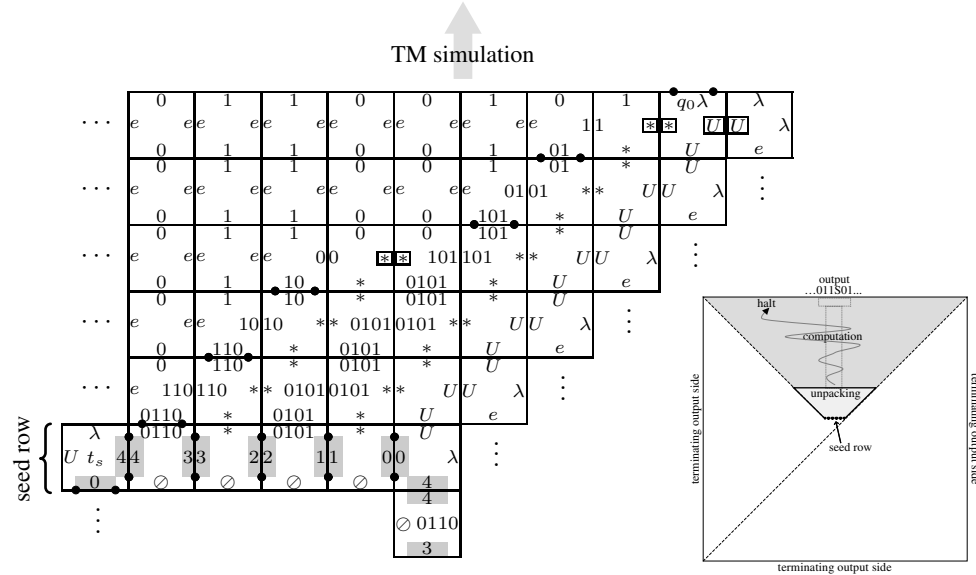 TM simulation
0 1 1 0 0 1 0 1 q₀λ λ
... e ee ee ee ee ee ee 11 ** UU λ
0 1 1 0 0 1 01 * U e
0 1 1 0 0 1 01 * U
... e ee ee ee ee ee 0101 ** UU λ ⋮
0 1 1 0 0 101 * U e
0 1 1 0 0 101 * U
... e ee ee 00 ** 101101 ** UU λ ⋮
0 1 10 * 0101 * U e
0 1 10 * 0101 * U
... e ee 1010 ** 01010101 ** UU λ ⋮
0 110 * 0101 * U e
0 110 * 0101 * U
... e 110110 ** 01010101 ** UU λ ⋮
0110 * 0101 * U e
λ 0110 * 0101 * U
seed row
U tₛ 44 33 22 11 00 λ ⋮
0 ∅ ∅ ∅ ∅ 4
⋮ 4
∅ 0110
3
output
...011S01...
halt
computation
unpacking
seed row
terminating output side
terminating output side
terminating output side